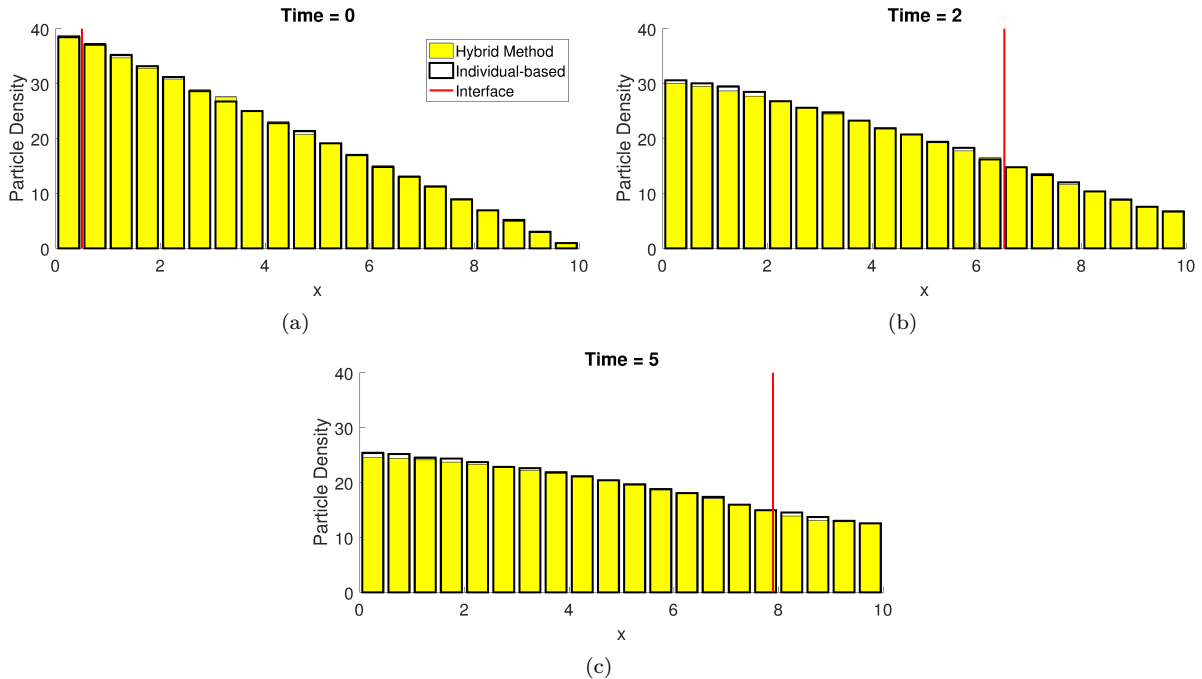 Time = 0
Particle Density
40
30
20
10
0
0 2 4 6 8 10
x
Hybrid Method
Individual-based
Interface
(a)
Time = 2
Particle Density
40
30
20
10
0
0 2 4 6 8 10
x
(b)
Time = 5
Particle Density
40
30
20
10
0
0 2 4 6 8 10
x
(c)